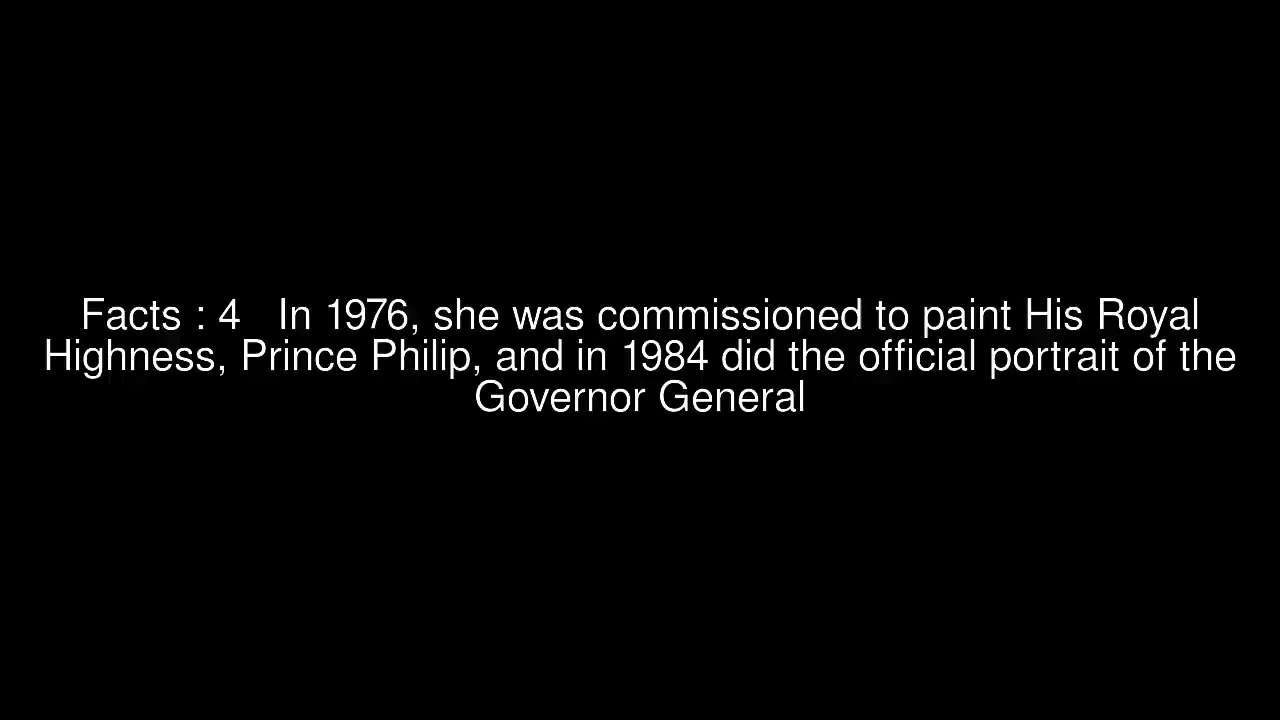 Facts : 4   In 1976, she was commissioned to paint His Royal
Highness, Prince Philip, and in 1984 did the official portrait of the
Governor General